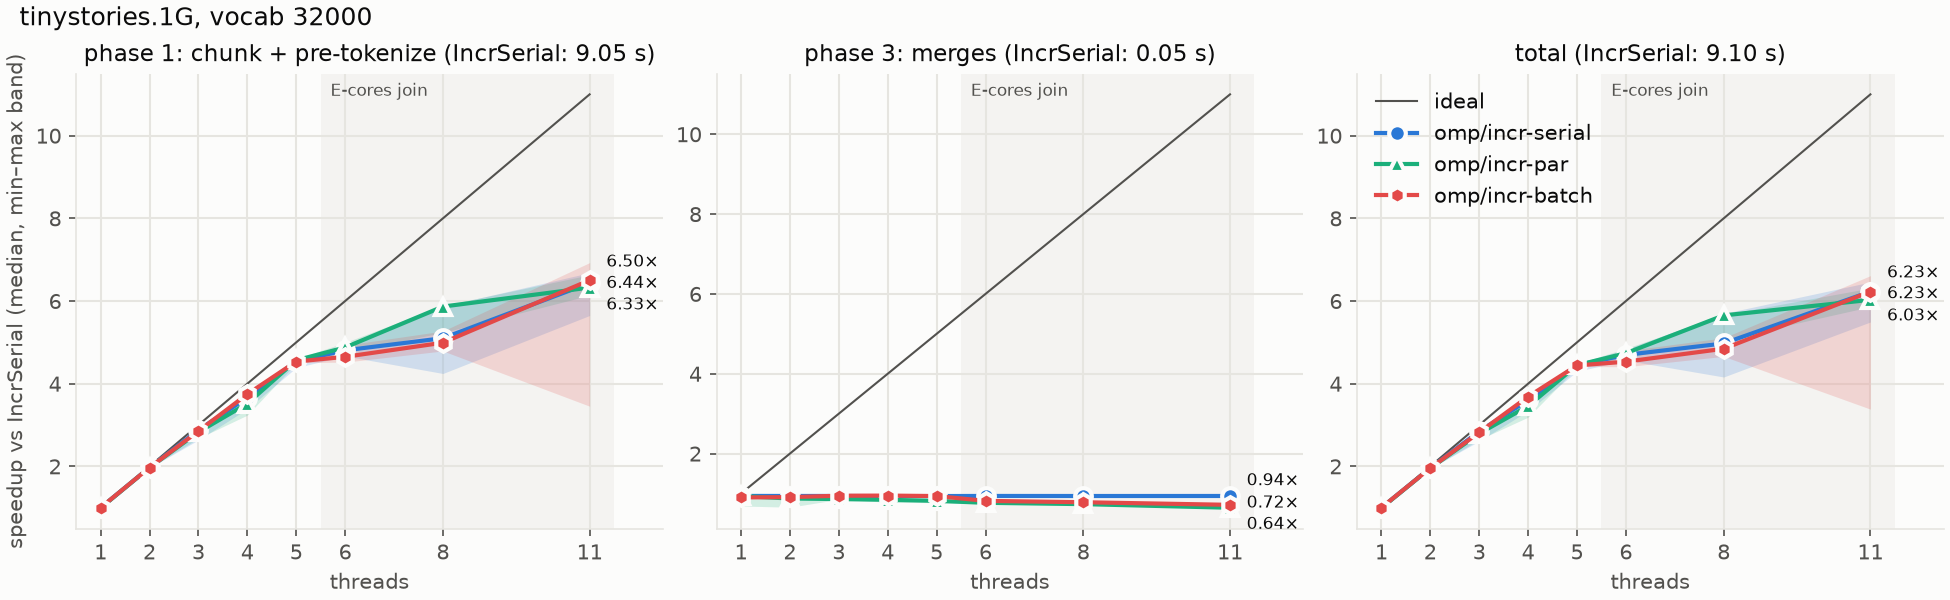 tinystories.1G, vocab 32000
phase 1: chunk + pre-tokenize (IncrSerial: 9.05 s)
speedup vs IncrSerial (median, min–max band)
E-cores join
10
8
6
4
2
6.50×
6.44×
6.33×
1 2 3 4 5 6 8 11
threads
phase 3: merges (IncrSerial: 0.05 s)
E-cores join
10
8
6
4
2
0.94×
0.72×
0.64×
1 2 3 4 5 6 8 11
threads
total (IncrSerial: 9.10 s)
E-cores join
ideal
omp/incr-serial
omp/incr-par
omp/incr-batch
10
8
6
4
2
6.23×
6.23×
6.03×
1 2 3 4 5 6 8 11
threads